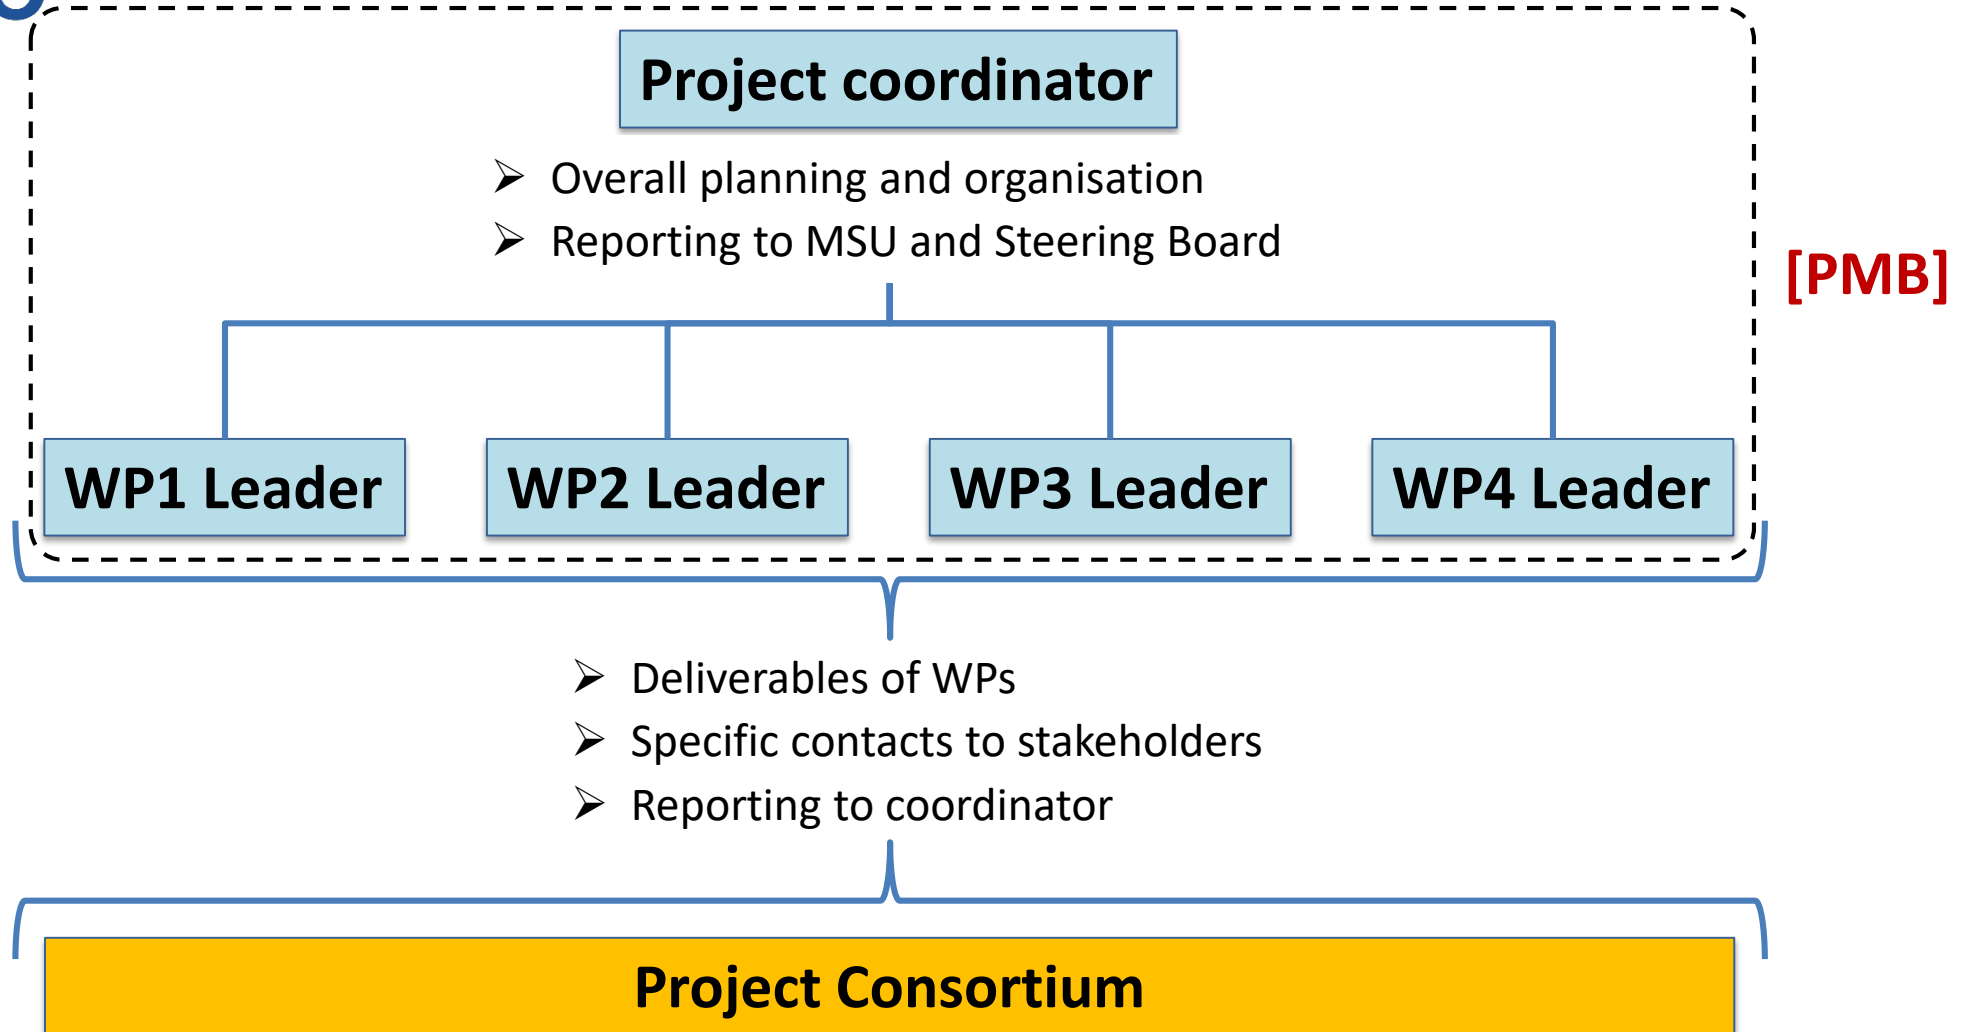 Project coordinator
➢ Overall planning and organisation
➢ Reporting to MSU and Steering Board
[PMB]
WP1 Leader
WP2 Leader
WP3 Leader
WP4 Leader
➢ Deliverables of WPs
➢ Specific contacts to stakeholders
➢ Reporting to coordinator
Project Consortium